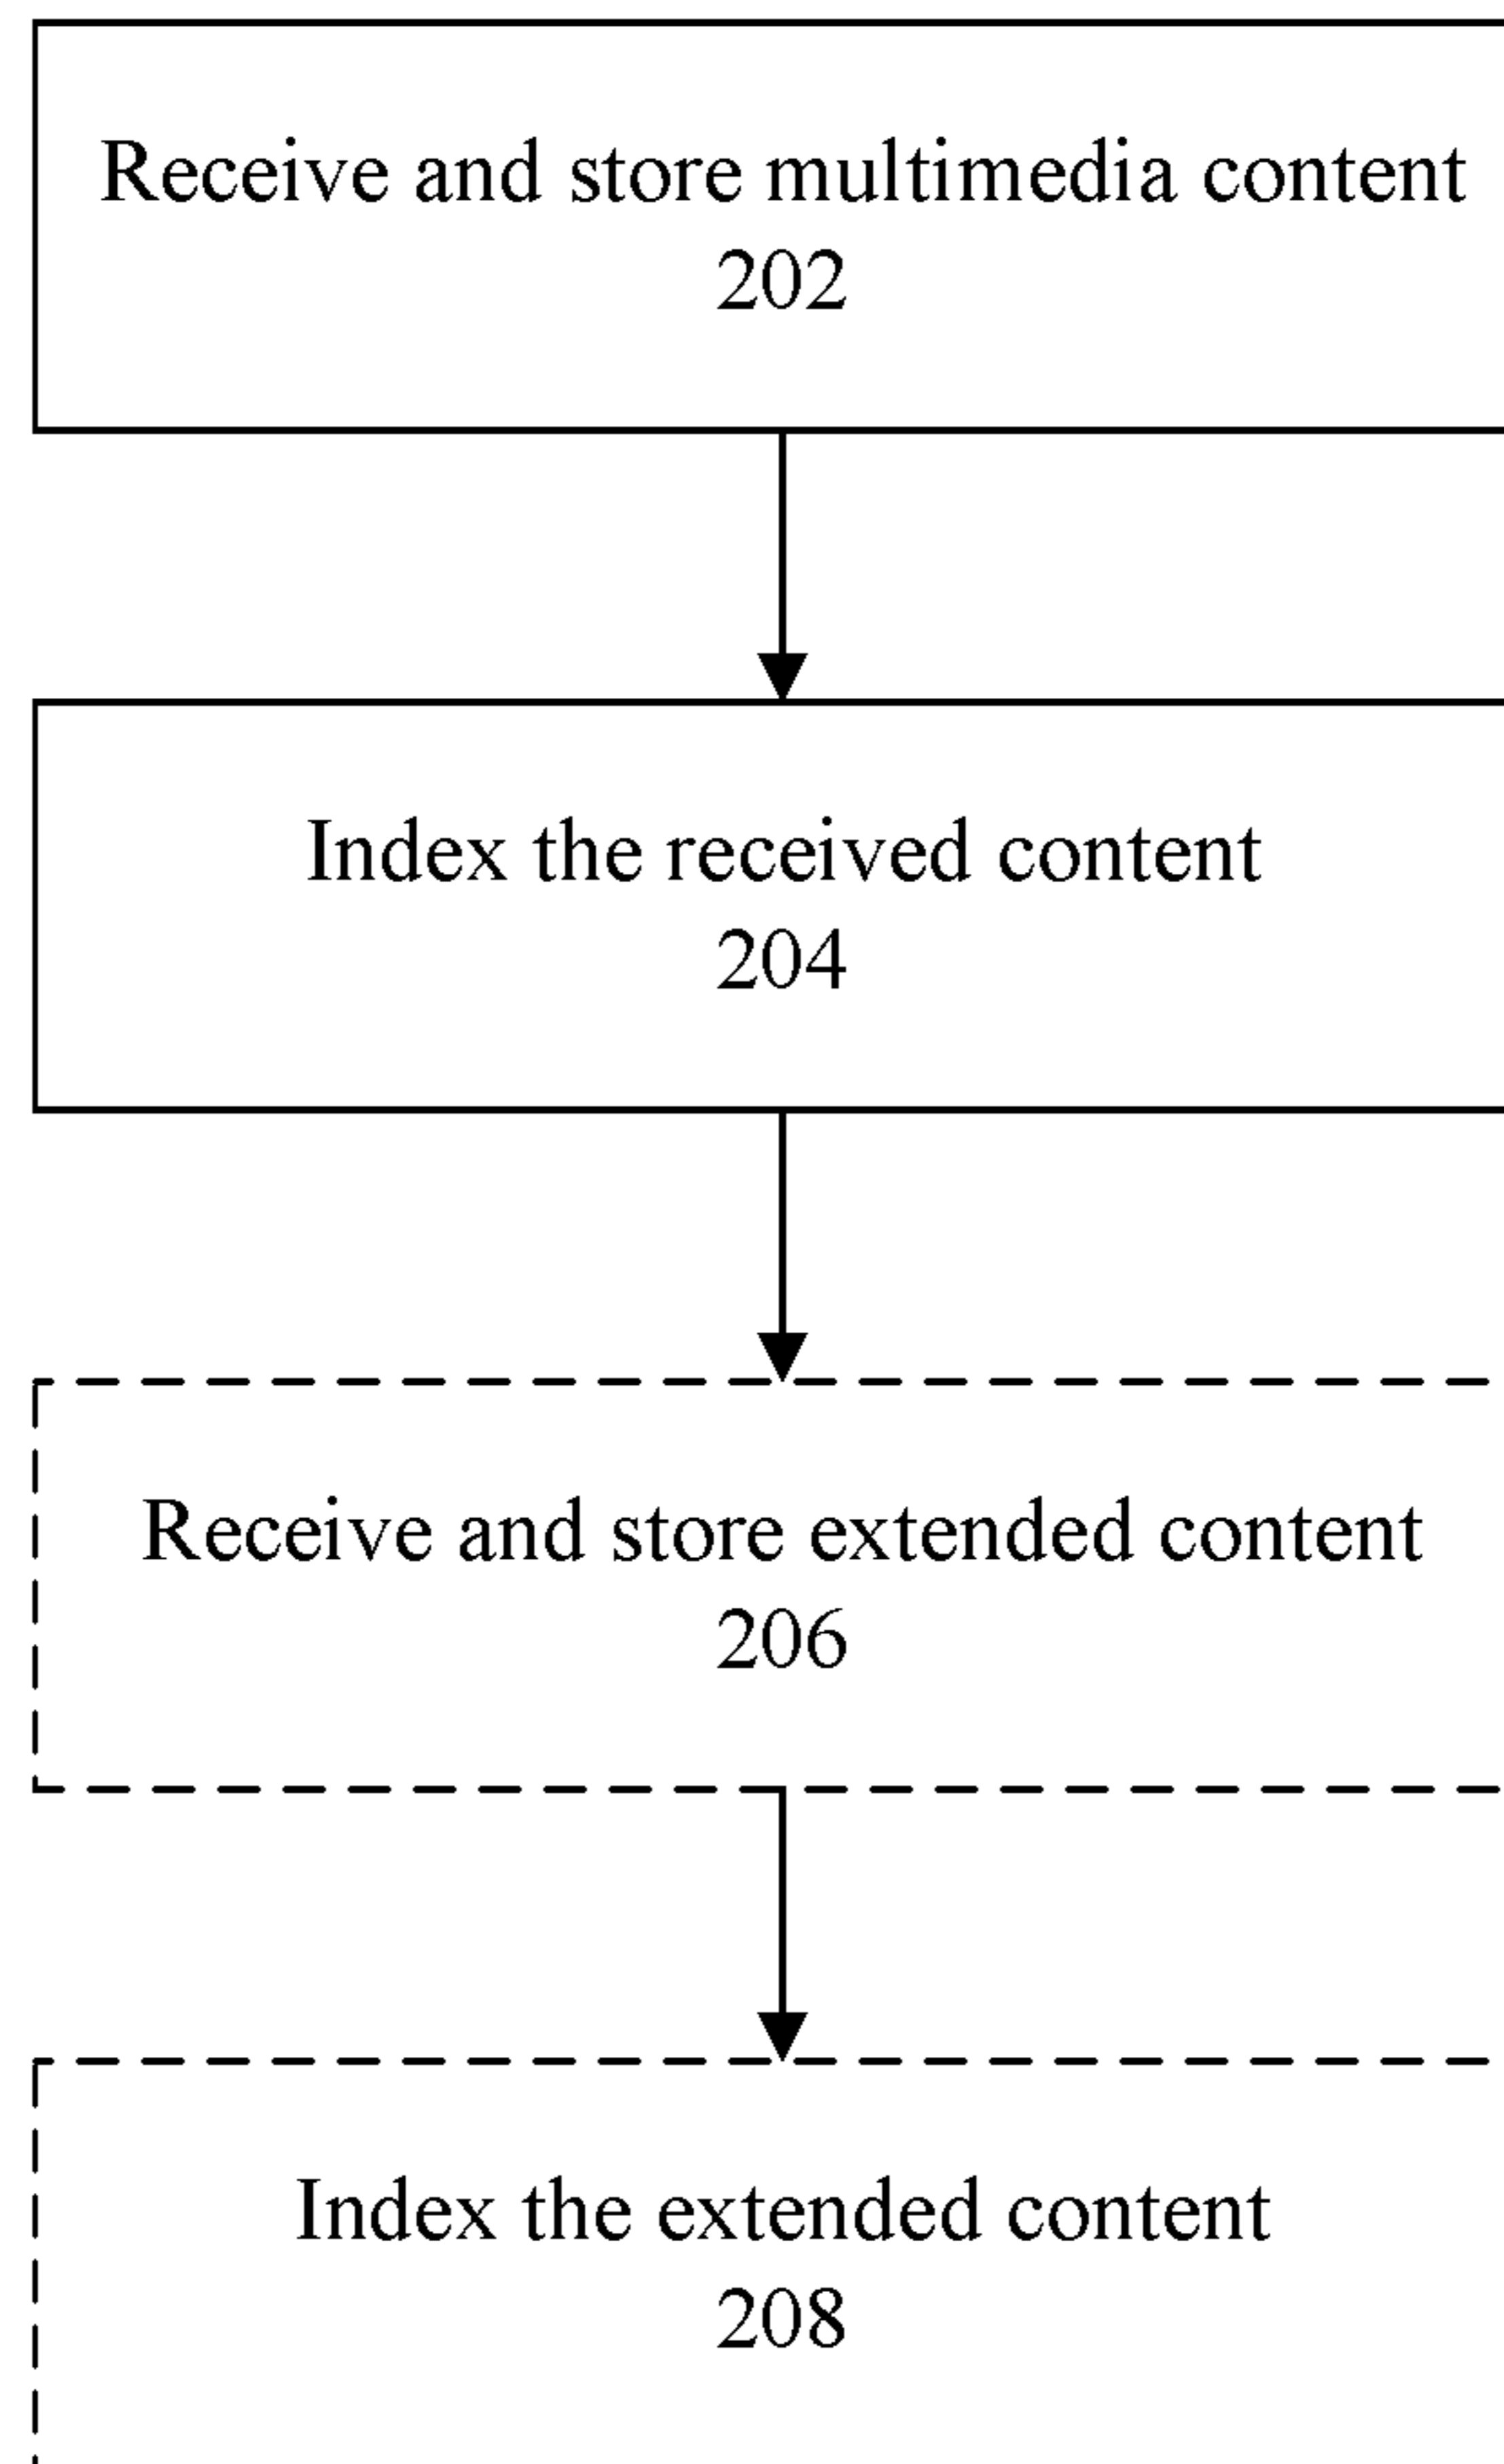 Receive and store multimedia content
202
Index the received content
204
Receive and store extended content
206
Index the extended content
208